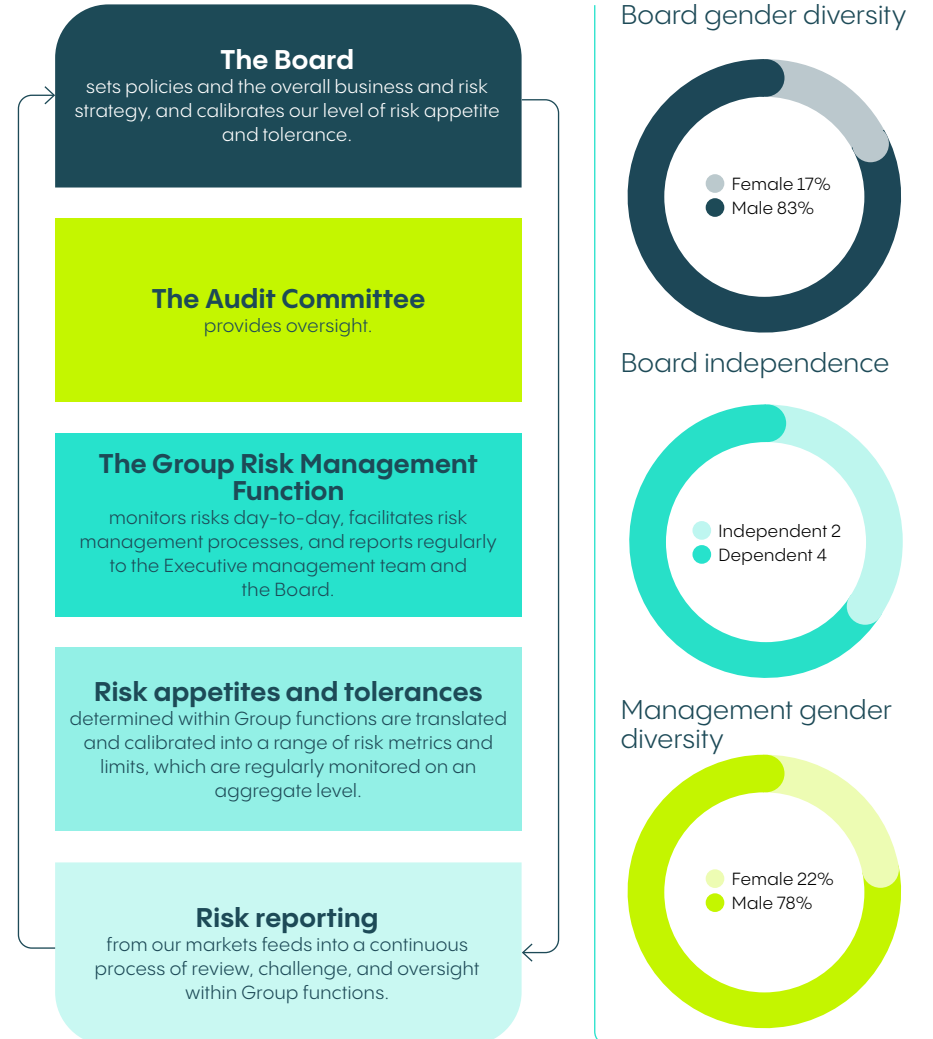 The Board
sets policies and the overall business and risk
strategy, and calibrates our level of risk appetite
and tolerance.
The Audit Committee
provides oversight.
The Group Risk Management
Function
monitors risks day-to-day, facilitates risk
management processes, and reports regularly
to the Executive management team and
the Board.
Risk appetites and tolerances
determined within Group functions are translated
and calibrated into a range of risk metrics and
limits, which are regularly monitored on an
aggregate level.
Risk reporting
from our markets feeds into a continuous
process of review, challenge, and oversight
within Group functions.
Board gender diversity
Female 17%
Male 83%
Board independence
Independent 2
Dependent 4
Management gender
diversity
Female 22%
Male 78%